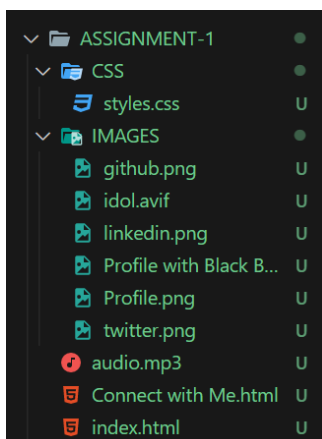 ASSIGNMENT-1
CSS
styles.css U
IMAGES
github.png U
idol.avif U
linkedin.png U
Profile with Black B... U
Profile.png U
twitter.png U
audio.mp3 U
Connect with Me.html U
index.html U